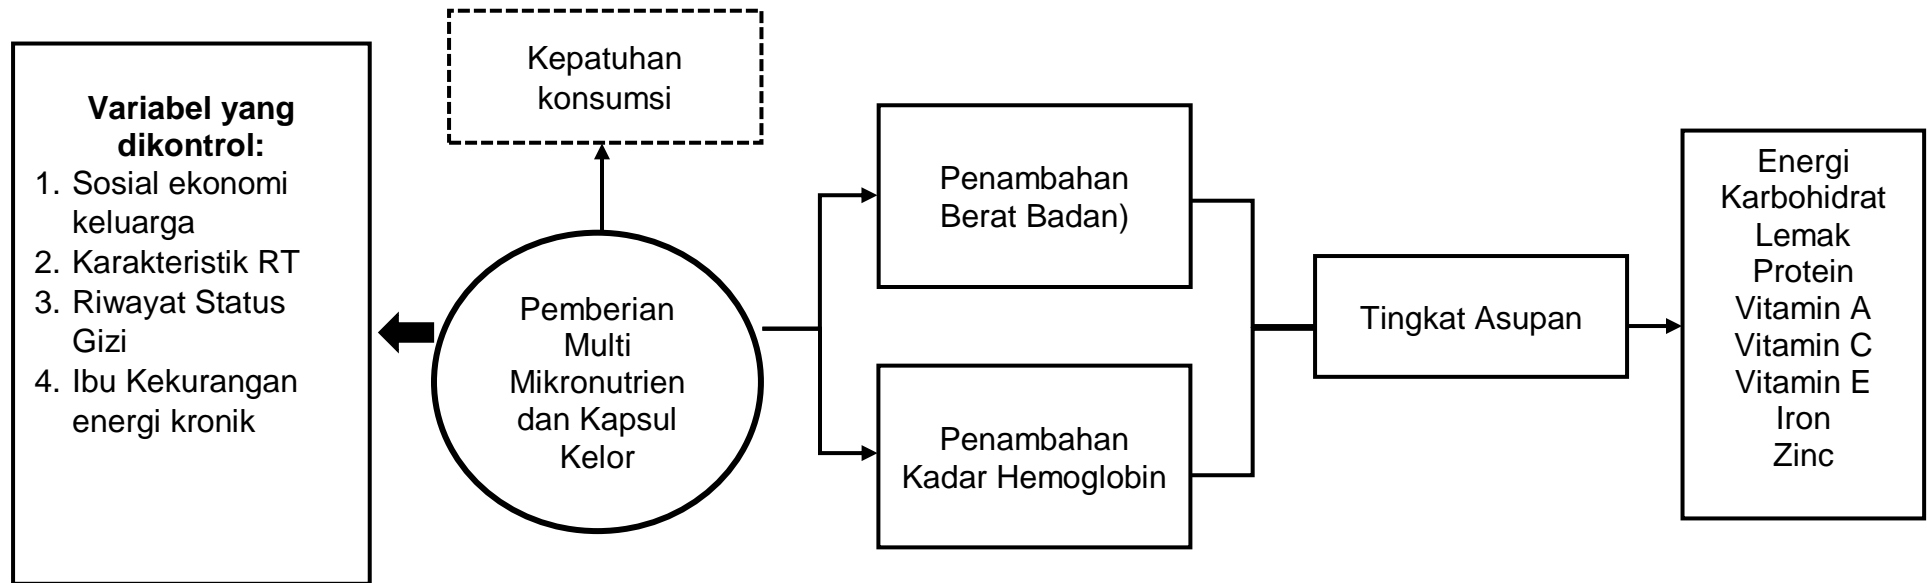 Variabel yang
dikontrol:
1. Sosial ekonomi
keluarga
2. Karakteristik RT
3. Riwayat Status
Gizi
4. Ibu Kekurangan
energi kronik
Kepatuhan
konsumsi
Pemberian
Multi
Mikronutrien
dan Kapsul
Kelor
Penambahan
Berat Badan)
Penambahan
Kadar Hemoglobin
Tingkat Asupan
Energi
Karbohidrat
Lemak
Protein
Vitamin A
Vitamin C
Vitamin E
Iron
Zinc